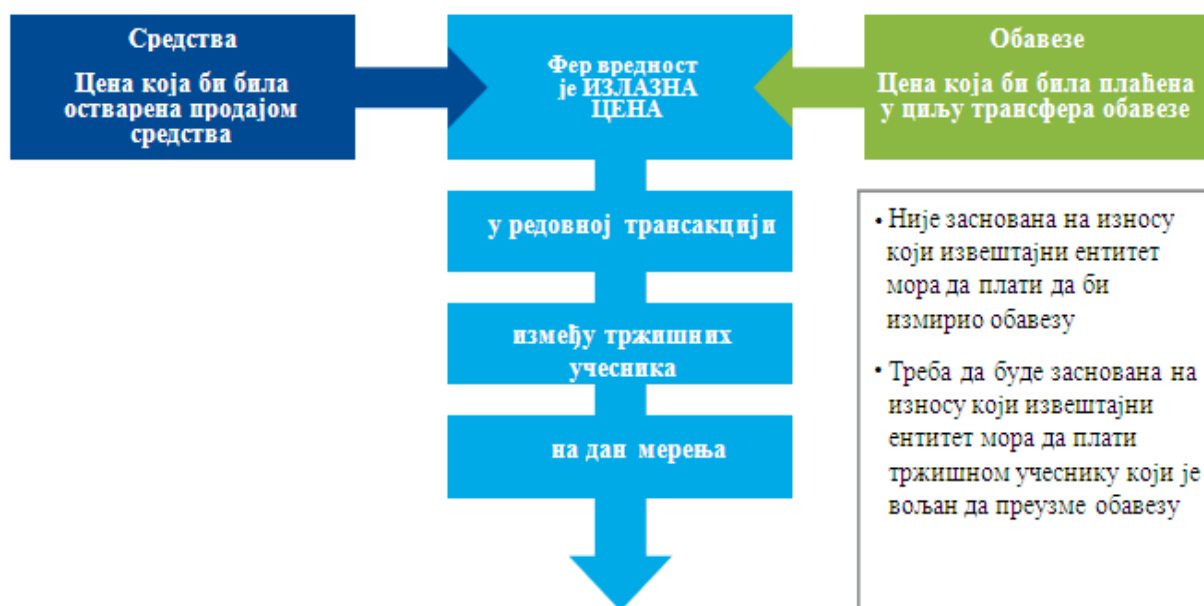 Средства
Цена која би била
остварена продајом
средства
Фер вредност
је ИЗЛАЗНА
ЦЕНА
Обавезе
Цена која би била плаћена
у циљу трансфера обавезе
у редовној трансакцији
између тржишних
учесника
на дан мерења
• Није заснована на износу
који извештајни ентитет
мора да плати да би
измирио обавезу
• Треба да буде заснована на
износу који извештајни
ентитет мора да плати
тржишном учеснику који је
вољан да преузме обавезу